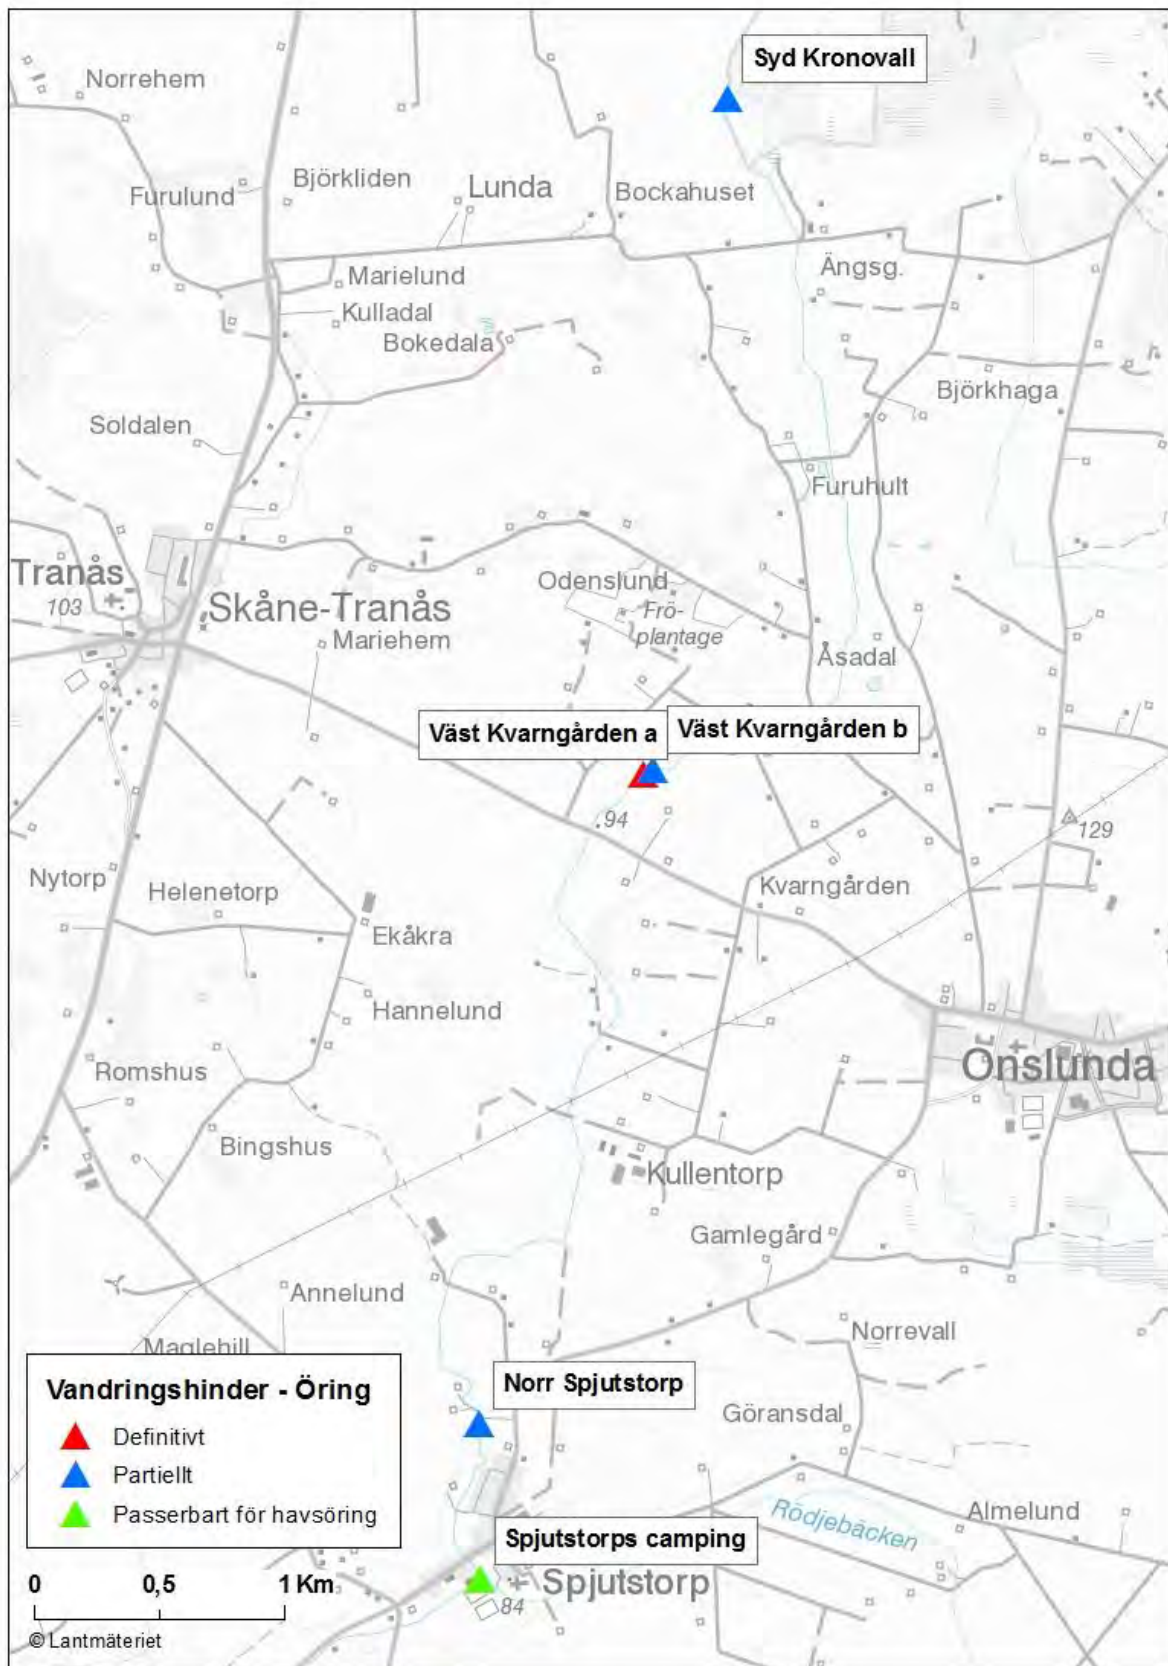 Syd Kronovall
Norrehem
Björkliden
Furulund
Lunda
Bockahuset
Ängsg.
Marielund
Kulladal
Bokedala
Björkhaga
Soldalen
Furuhult
Tranås
103
Odenslund
Skåne-Tranås
Frö-
plantage
Mariehem
Åsadal
Väst Kvarngården a
Väst Kvarngården b
94
129
Nytorp
Helenetorp
Kvarngården
Ekåkra
Hannelund
Romshus
Onslunda
Bingshus
Kullentorp
Gamlegård
Annelund
Norrevall
Maglehill
Norr Spjutstorp
Göransdal
Vandringshinder - Öring
Definitivt
Partiellt
Passerbart för havsöring
Rödjebäcken
Almelund
Spjutstorps camping
Spjutstorp
84
0 0,5 1 Km
© Lantmäteriet